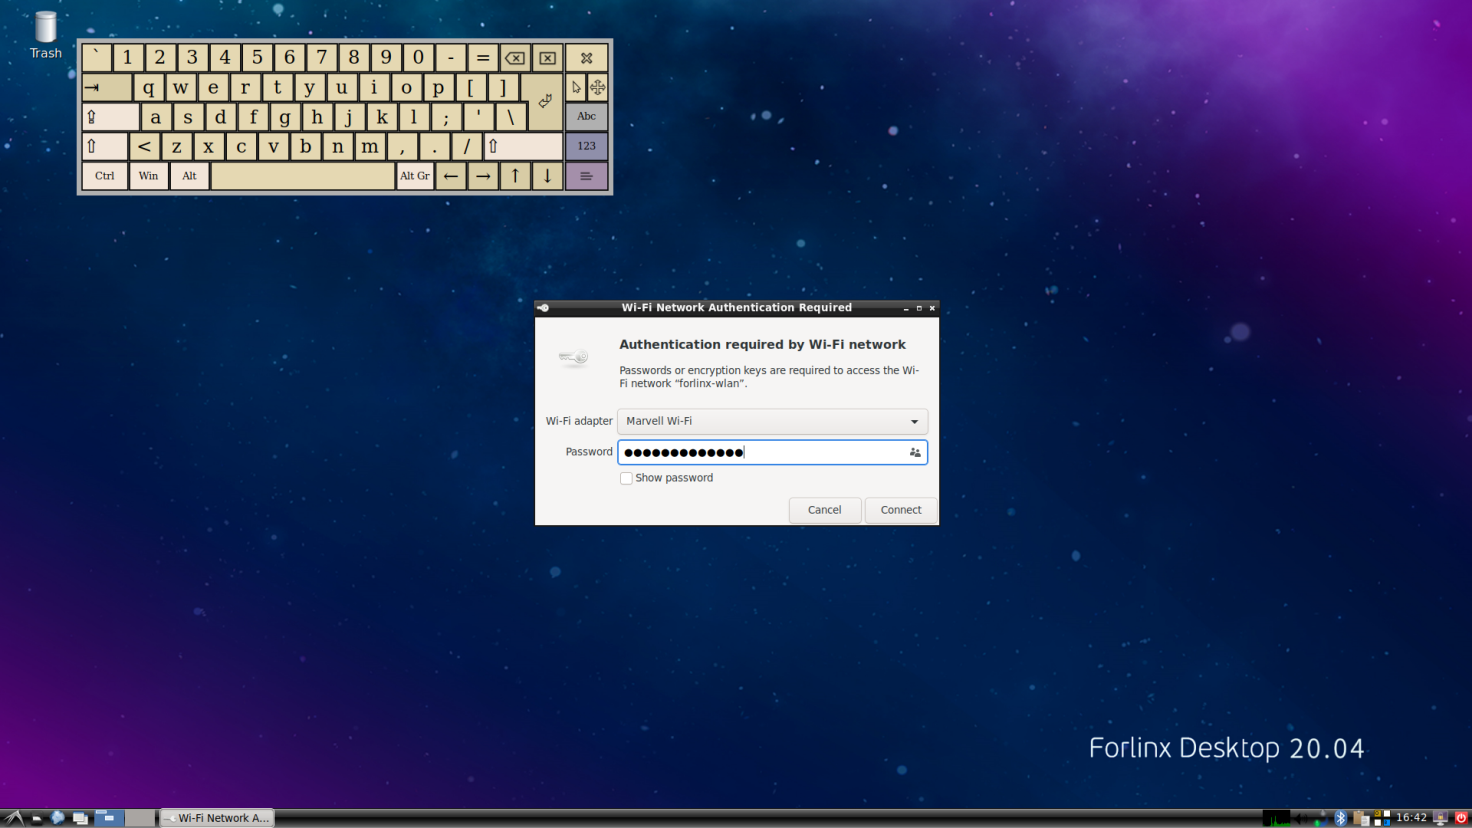 Trash
` 1 2 3 4 5 6 7 8 9 0 - =
q w e r t y u i o p [ ]
a s d f g h j k l ; ' \ Abc
< z x c v b n m , . / 123
Ctrl Win Alt Alt Gr ← → ↑ ↓
Wi-Fi Network Authentication Required
Authentication required by Wi-Fi network
Passwords or encryption keys are required to access the Wi-
Fi network “forlinx-wlan”.
Wi-Fi adapter Marvell Wi-Fi
Password ●●●●●●●●●●●●●
Show password
Cancel Connect
Forlinx Desktop 20.04
Wi-Fi Network A... 16:42